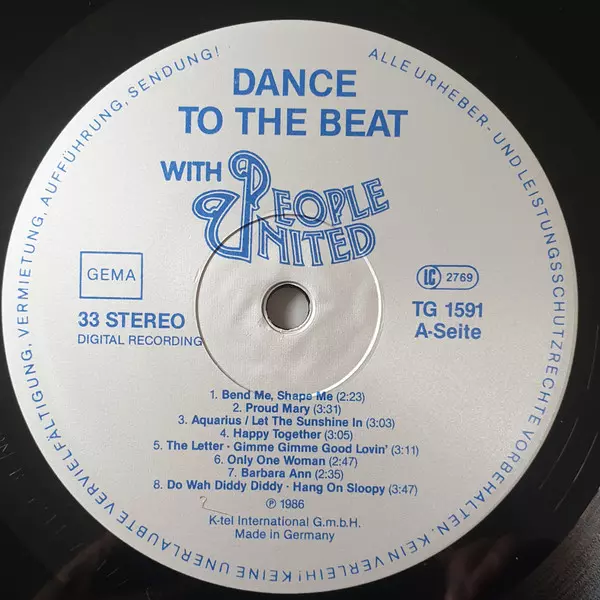 ALLE URHEBER- UND LEISTUNGSSCHUTZRECHTE VORBEHALTEN. KEIN VERLEIH! KEINE UNERLAUBTE VERVIELFÄLTIGUNG, VERMIETUNG, AUFFÜHRUNG, SENDUNG!
DANCE
TO THE BEAT
WITH PEOPLE
UNITED
GEMA
LC 2769
33 STEREO
DIGITAL RECORDING
TG 1591
A-Seite
1. Bend Me, Shape Me (2:23)
2. Proud Mary (3:31)
3. Aquarius / Let The Sunshine In (3:03)
4. Happy Together (3:05)
5. The Letter · Gimme Gimme Good Lovin' (3:11)
6. Only One Woman (2:47)
7. Barbara Ann (2:35)
8. Do Wah Diddy Diddy · Hang On Sloopy (3:47)
℗ 1986
K-tel International G.m.b.H.
Made in Germany